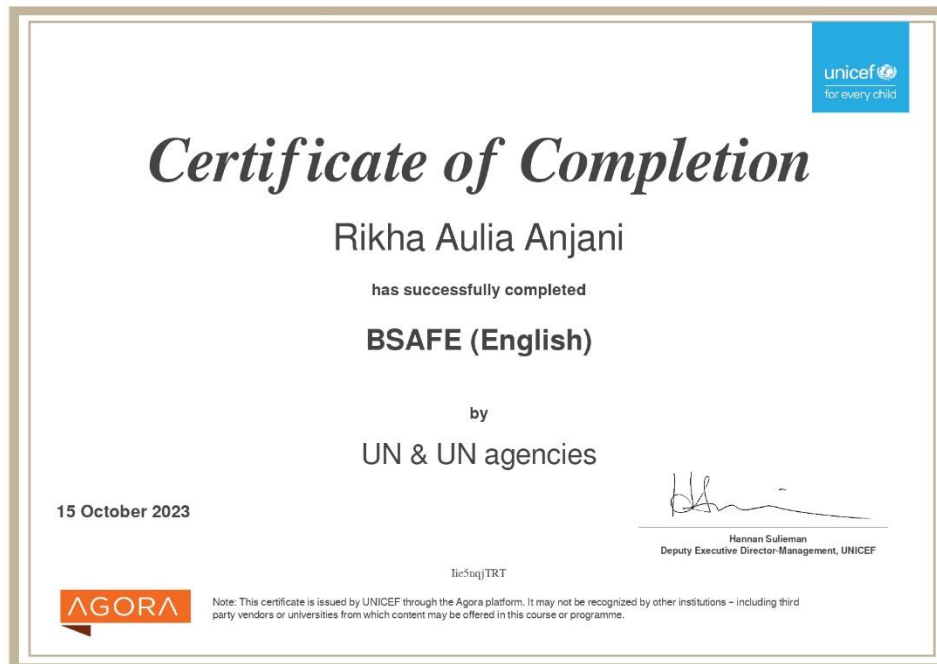 unicef
for every child
Certificate of Completion
Rikha Aulia Anjani
has successfully completed
BSAFE (English)
by
UN & UN agencies
15 October 2023
Hannan Sulieman
Deputy Executive Director-Management, UNICEF
Iie5nqjTRT
AGORA
Note: This certificate is issued by UNICEF through the Agora platform. It may not be recognized by other institutions – including third
party vendors or universities from which content may be offered in this course or programme.